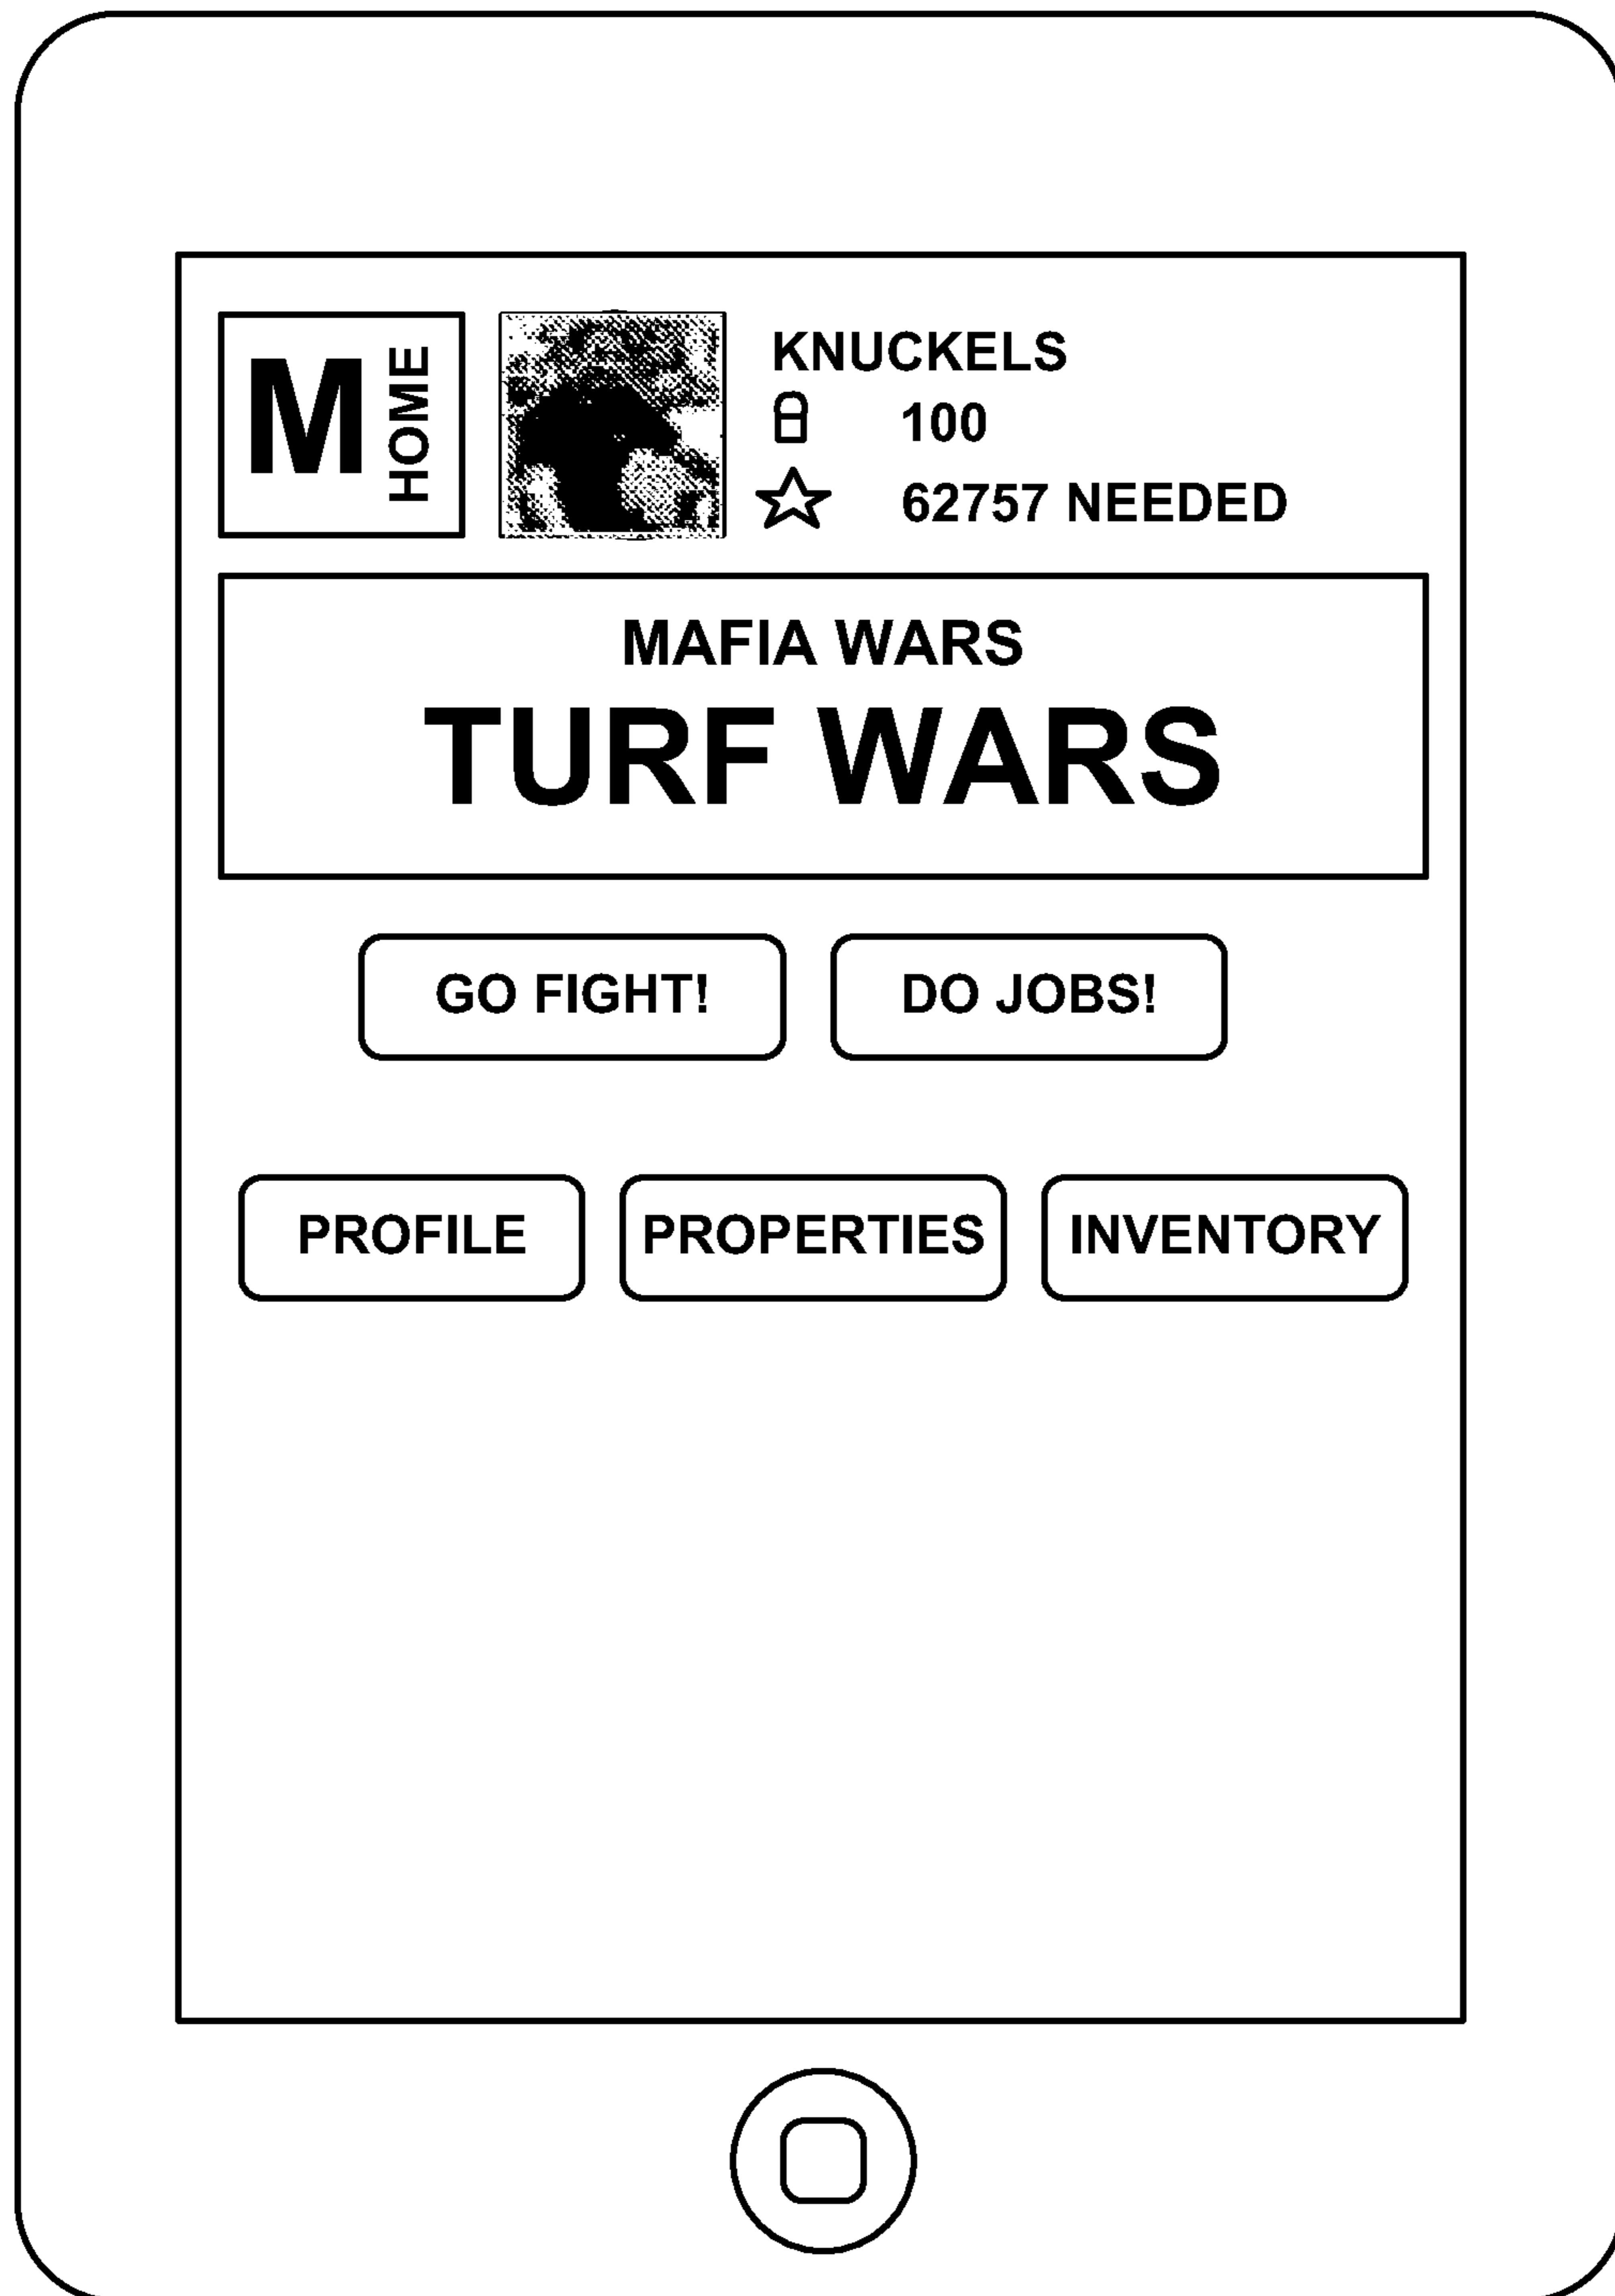 M HOME
KNUCKELS
100
62757 NEEDED
MAFIA WARS
TURF WARS
GO FIGHT! DO JOBS!
PROFILE PROPERTIES INVENTORY